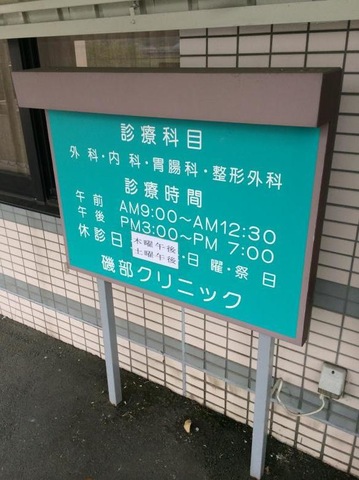 診療科目
外科・内科・胃腸科・整形外科
診療時間
午前 AM9:00〜AM12:30
午後 PM3:00〜PM 7:00
休診日 木曜午後 土曜午後・日曜・祭日
磯部クリニック